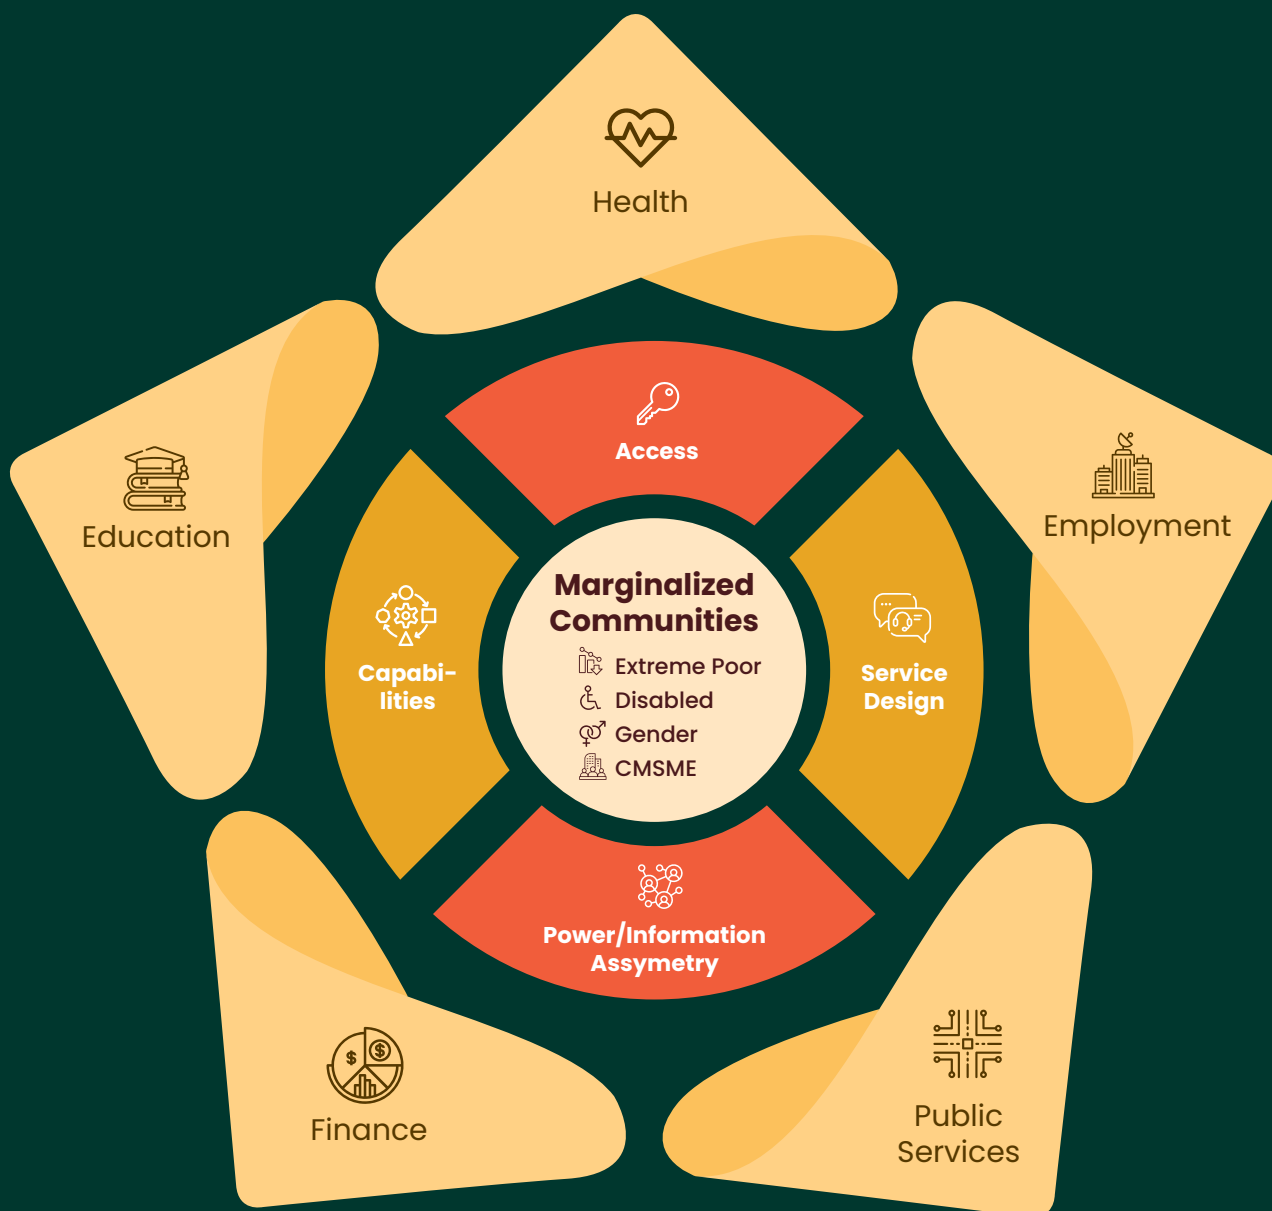 Health
Education
Employment
Access
Capabi-
lities
Marginalized
Communities
Extreme Poor
Disabled
Gender
CMSME
Service
Design
Power/Information
Assymetry
Finance
Public
Services